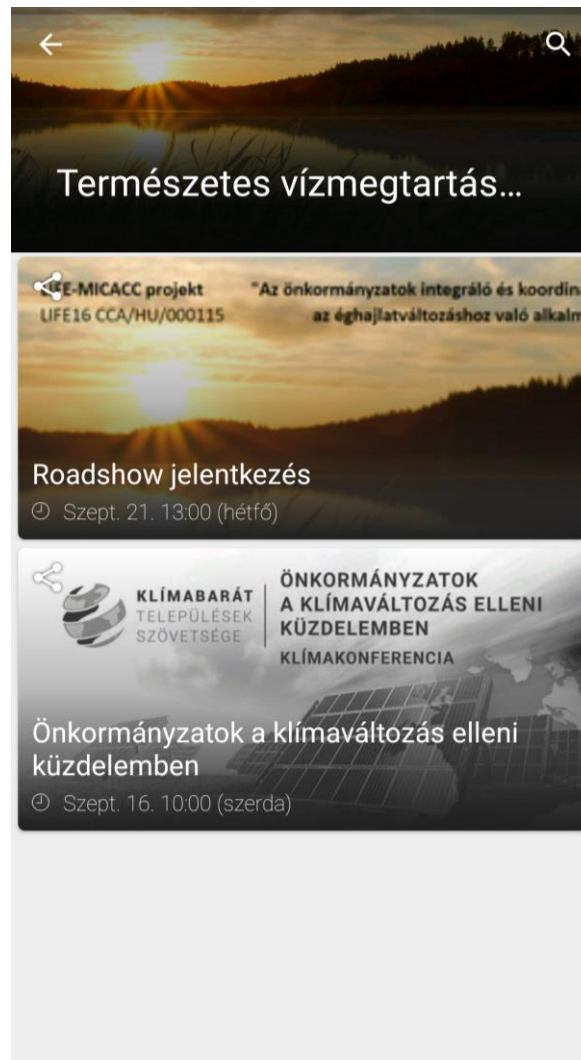 Természetes vízmegtartás...
LIFE-MICACC projekt "Az önkormányzatok integráló és
LIFE16 CCA/HU/000115 az éghajlatváltozáshoz való
Roadshow jelentkezés
Szept. 21. 13:00 (hétfő)
KLÍMABARÁT
TELEPÜLÉSEK
SZÖVETSÉGE
ÖNKORMÁNYZATOK
A KLÍMAVÁLTOZÁS ELLENI
KÜZDELEMBEN
KLÍMAKONFERENCIA
Önkormányzatok a klímaváltozás elleni
küzdelemben
Szept. 16. 10:00 (szerda)